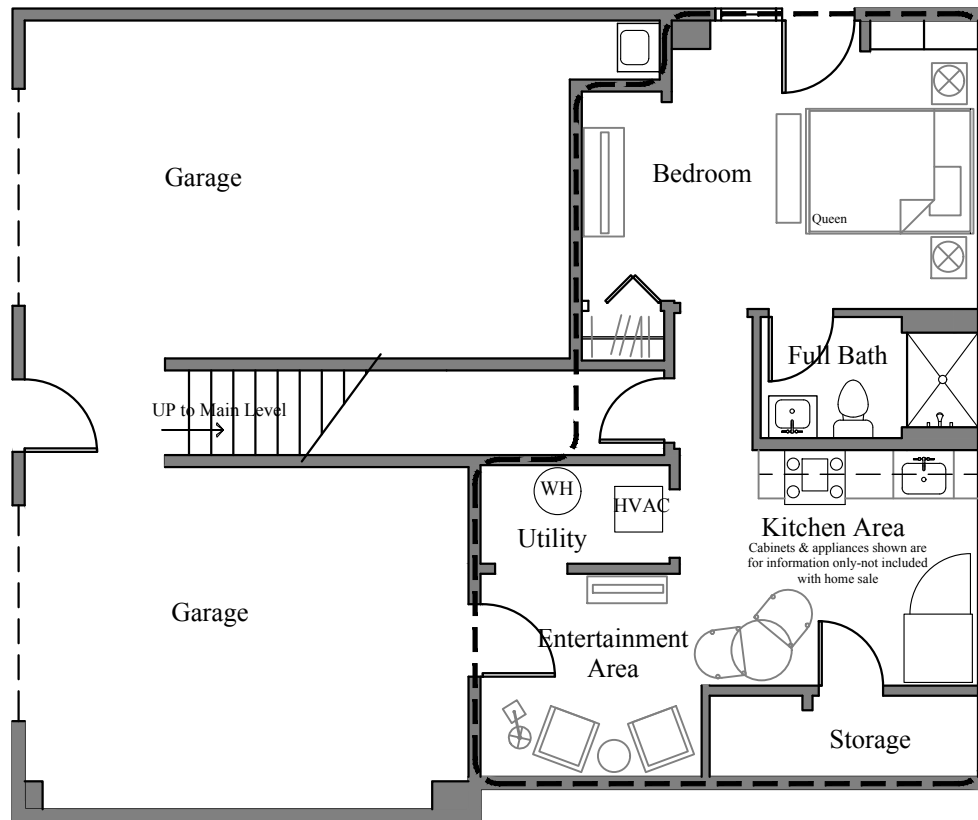 Garage
Bedroom
Queen
Full Bath
UP to Main Level
WH
HVAC
Utility
Kitchen Area
Cabinets & appliances shown are
for information only-not included
with home sale
Garage
Entertainment
Area
Storage